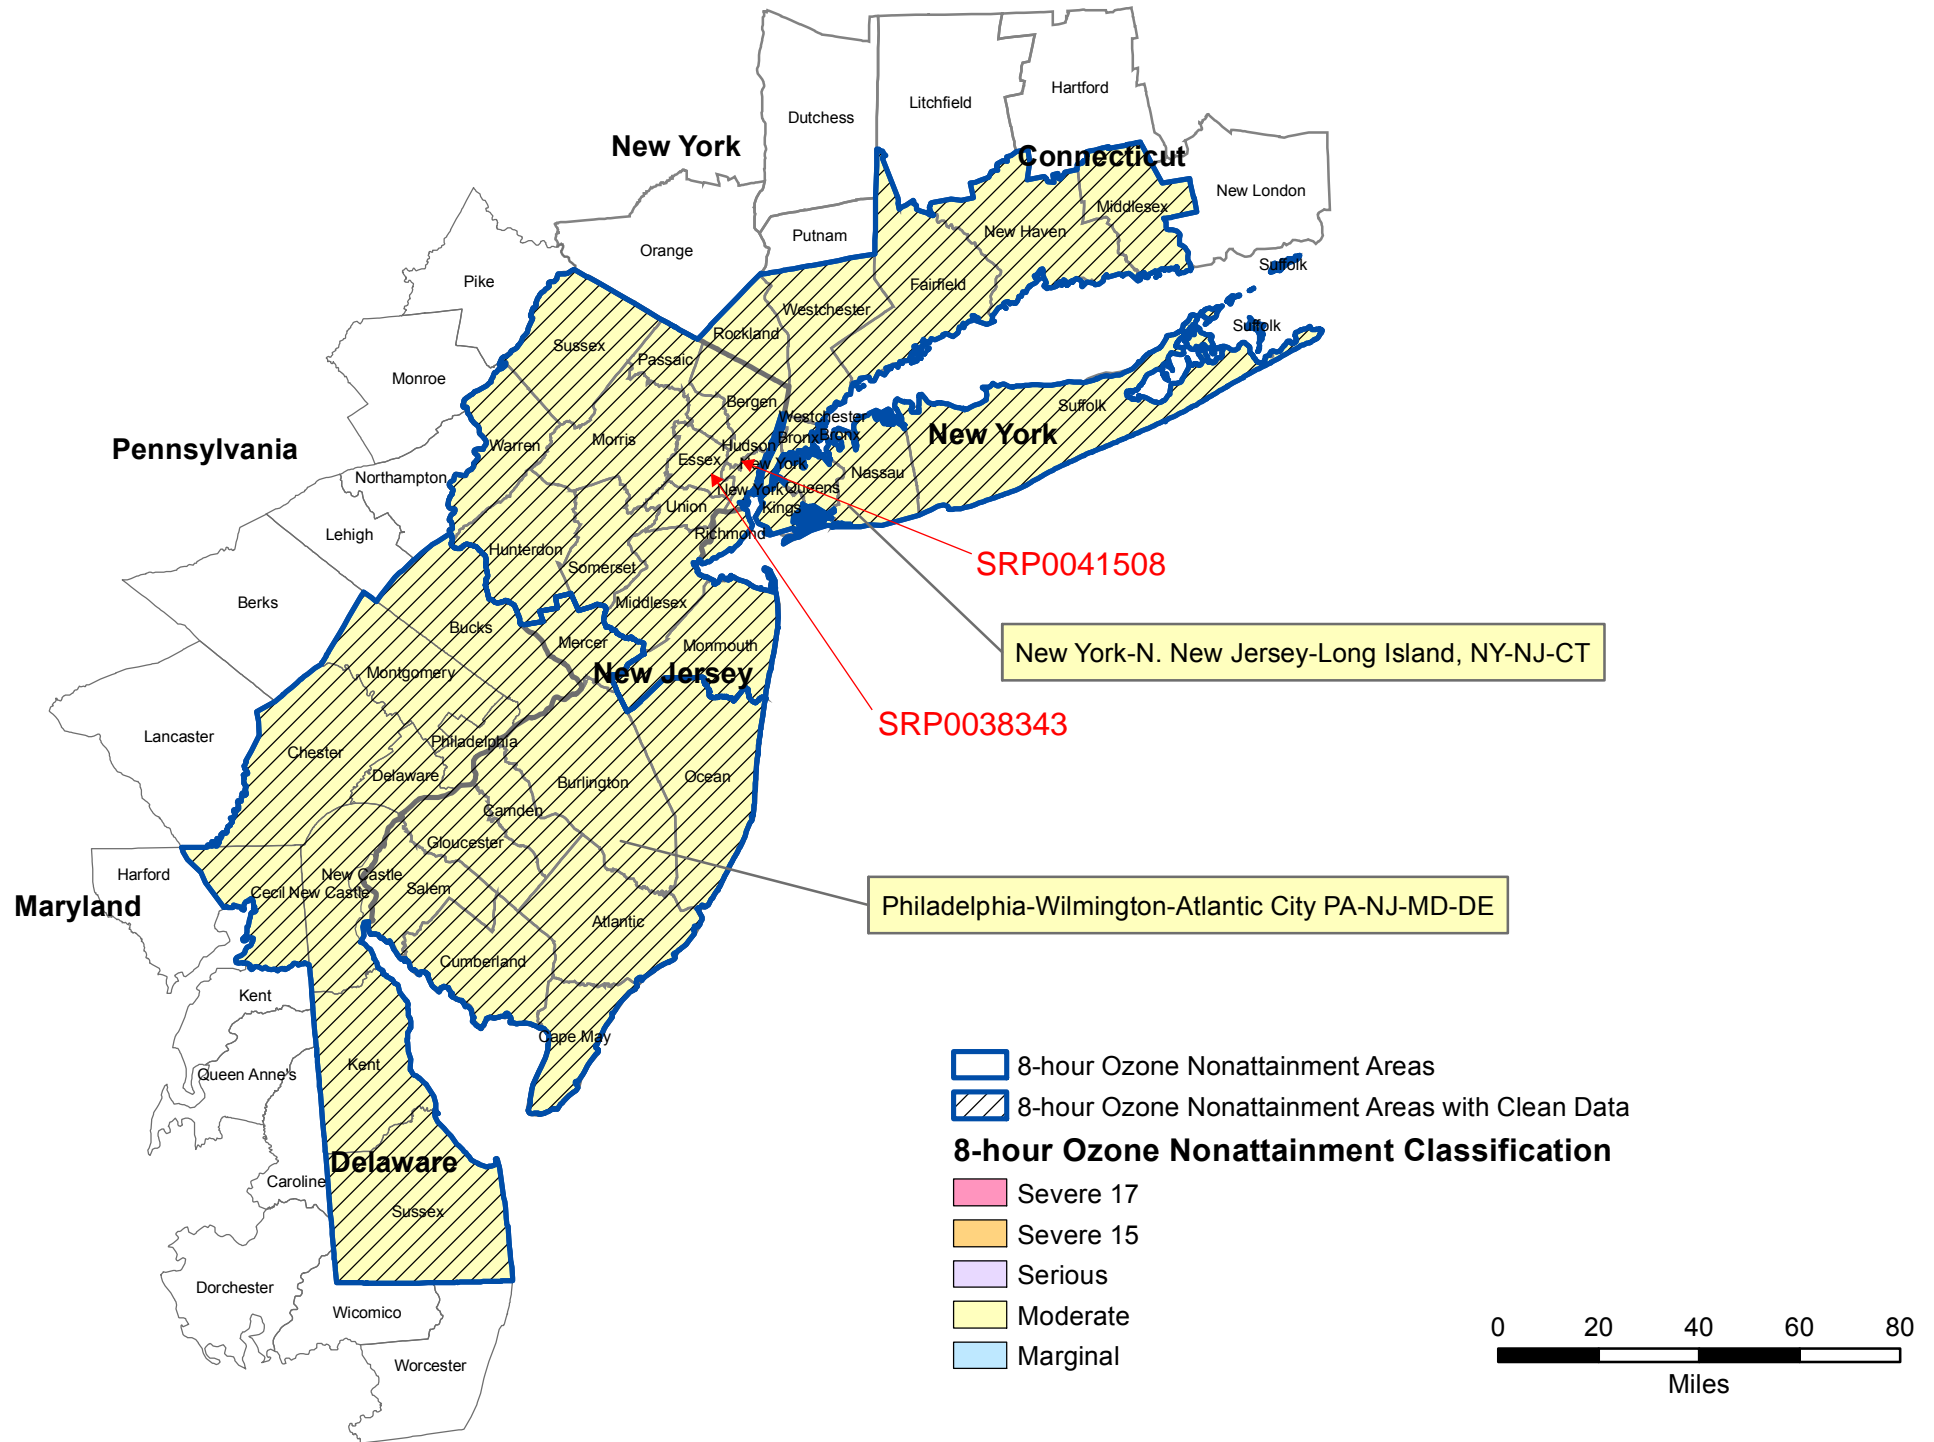 Dutchess
Litchfield
Hartford
New York
Connecticut
New London
Middlesex
Putnam
New Haven
Orange
Suffolk
Pike
Fairfield
Westchester
Suffolk
Rockland
Sussex
Passaic
Monroe
Bergen
Suffolk
Westchester
New York
Bronx
Bronx
Morris
Warren
Hudson
Pennsylvania
Essex
New York
Nassau
Northampton
New York
Queens
Union
Kings
Lehigh
Richmond
Hunterdon
SRP0041508
Somerset
Berks
Middlesex
Bucks
Mercer
Monmouth
New York-N. New Jersey-Long Island, NY-NJ-CT
Montgomery
New Jersey
SRP0038343
Lancaster
Philadelphia
Chester
Delaware
Burlington
Ocean
Camden
Gloucester
Harford
New Castle
Cecil
New Castle
Salem
Maryland
Philadelphia-Wilmington-Atlantic City PA-NJ-MD-DE
Atlantic
Cumberland
Kent
Cape May
Kent
Queen Anne's
Delaware
Caroline
Sussex
Dorchester
Wicomico
Worcester
8-hour Ozone Nonattainment Areas
8-hour Ozone Nonattainment Areas with Clean Data
8-hour Ozone Nonattainment Classification
Severe 17
Severe 15
Serious
Moderate
Marginal
0 20 40 60 80
Miles